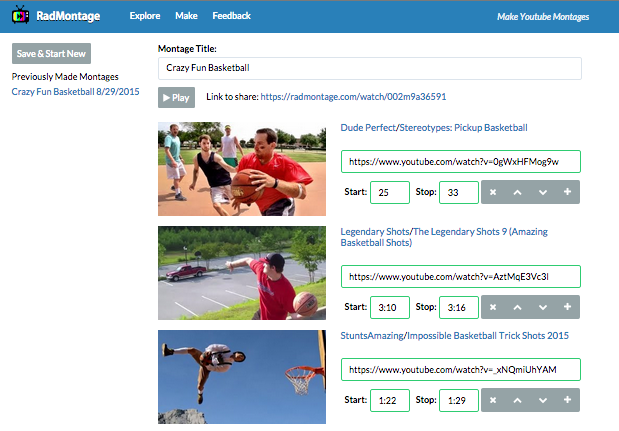 RadMontage Explore Make Feedback Make Youtube Montages
Save & Start New
Previously Made Montages
Crazy Fun Basketball 8/29/2015
Montage Title:
Crazy Fun Basketball
Play Link to share: https://radmontage.com/watch/002m9a36591
Dude Perfect/Stereotypes: Pickup Basketball
https://www.youtube.com/watch?v=0gWxHFMog9w
Start: 25 Stop: 33
Legendary Shots/The Legendary Shots 9 (Amazing
Basketball Shots)
https://www.youtube.com/watch?v=AztMqE3Vc3I
Start: 3:10 Stop: 3:16
StuntsAmazing/Impossible Basketball Trick Shots 2015
https://www.youtube.com/watch?v=_xNQmiUhYAM
Start: 1:22 Stop: 1:29